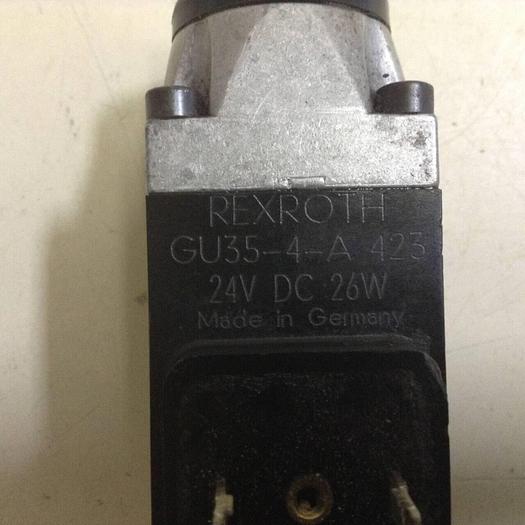 REXROTH
GU35-4-A 423
24V DC 26W
Made in Germany